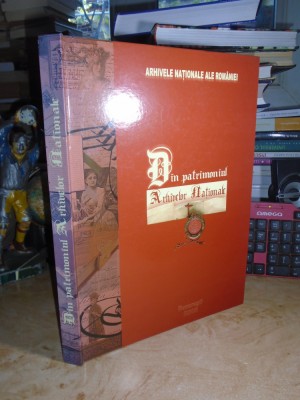 ARHIVELE NAȚIONALE ALE ROMÂNIEI
Din patrimoniul
Arhivelor Naționale
Din patrimoniul Arhivelor Naționale